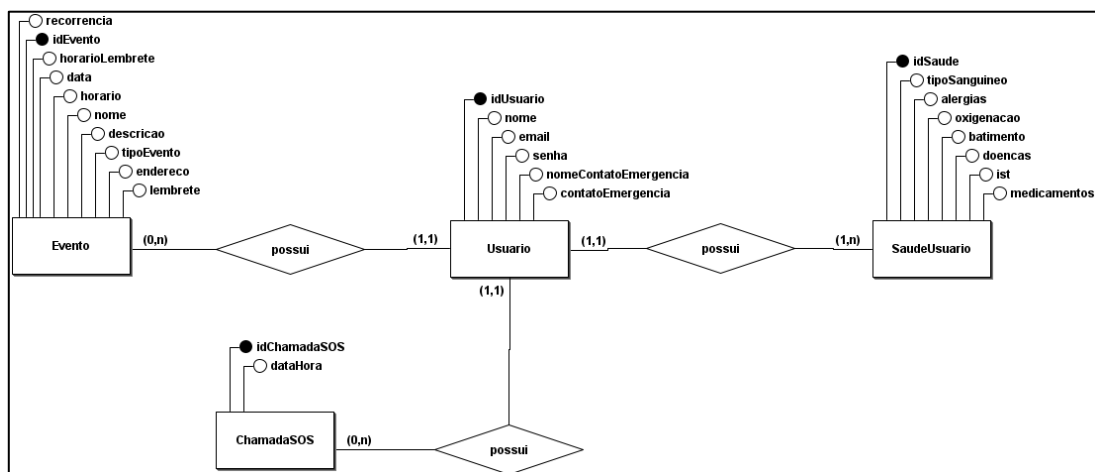 recorrencia
idEvento
horarioLembrete
data
horario
nome
descricao
tipoEvento
endereco
lembrete
Evento
(0,n)
possui
(1,1)
idUsuario
nome
email
senha
nomeContatoEmergencia
contatoEmergencia
Usuario
(1,1)
possui
(1,n)
idSaude
tipoSanguineo
alergias
oxigenacao
batimento
doencas
ist
medicamentos
SaudeUsuario
(1,1)
idChamadaSOS
dataHora
ChamadaSOS
(0,n)
possui